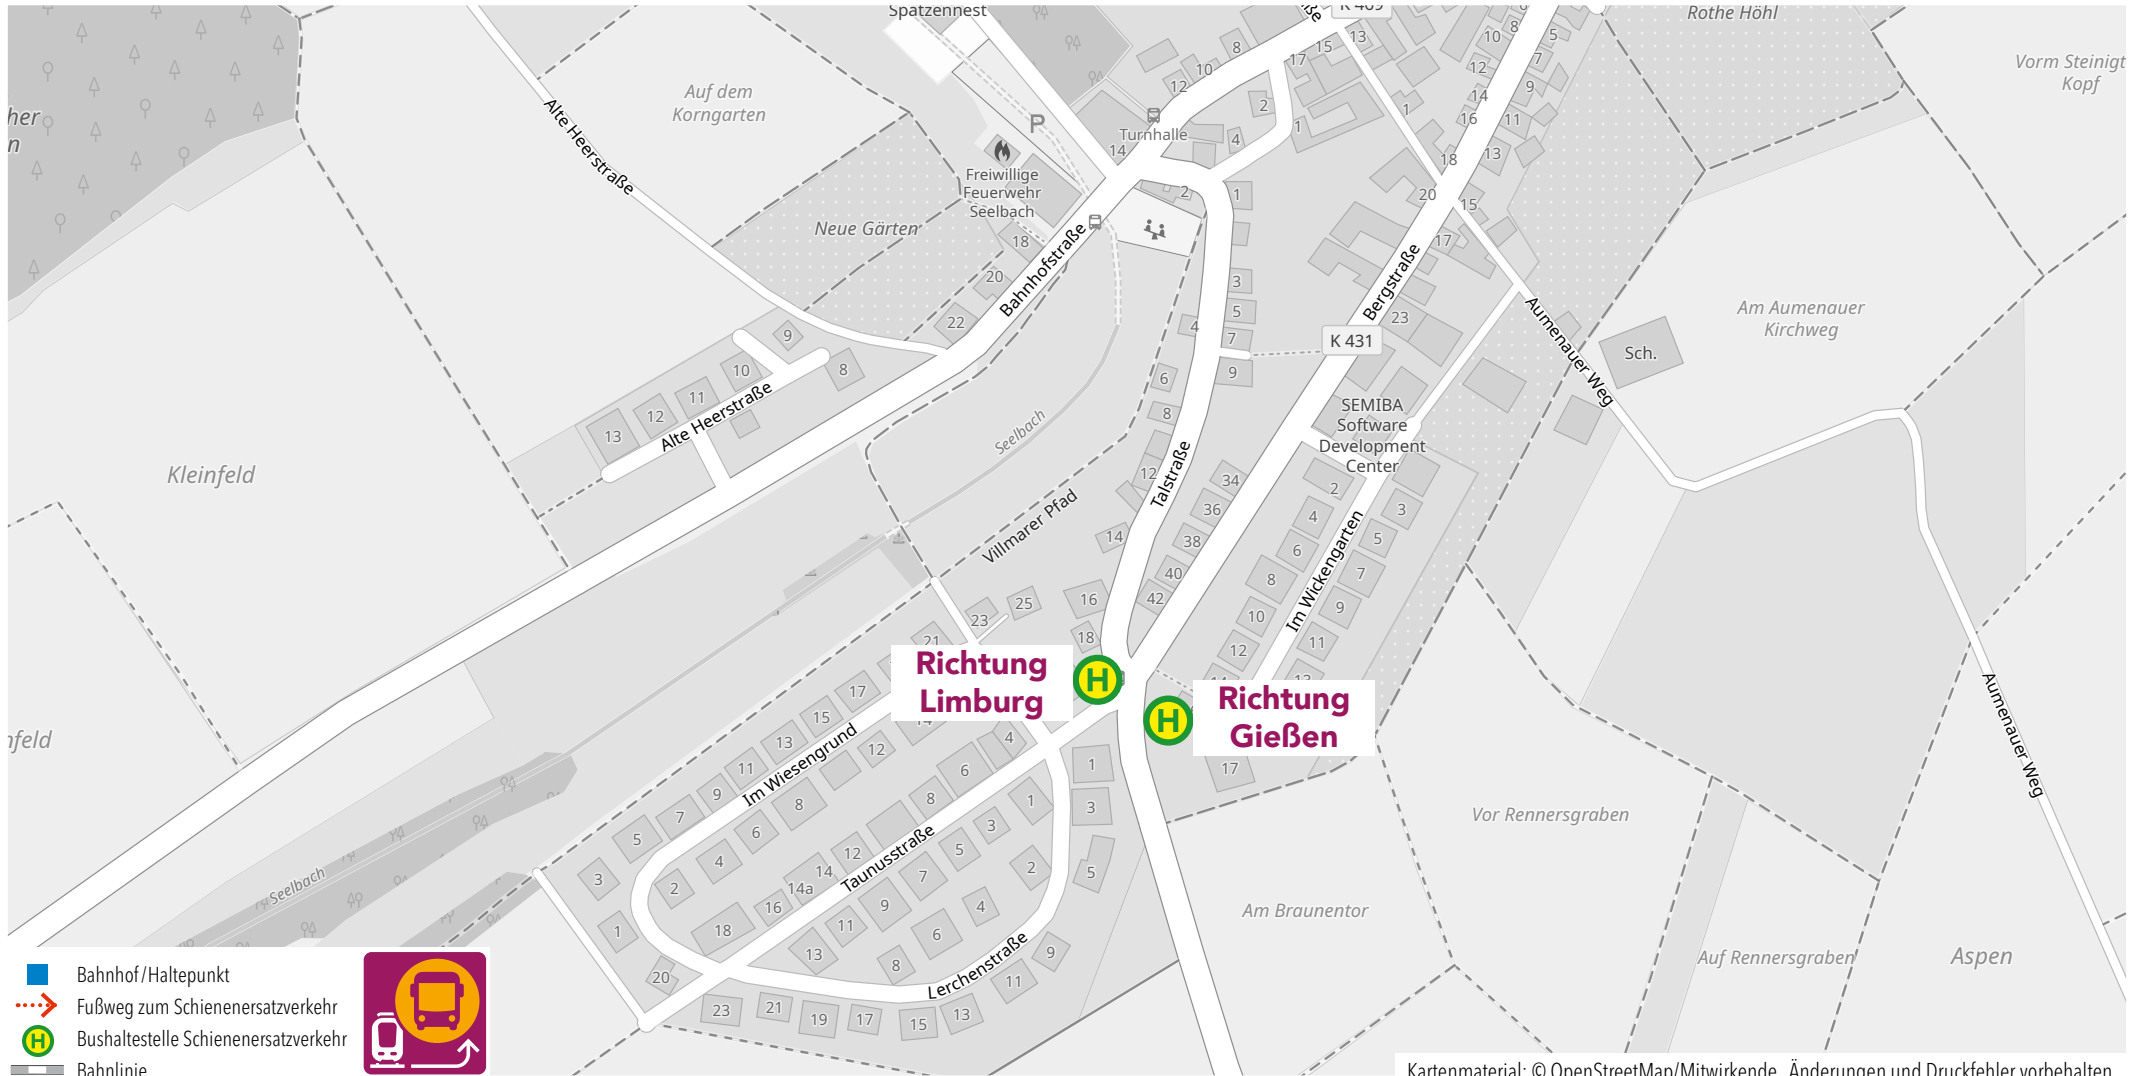 Spatzennest
K 469
Rothe Höhl
Vorm Steinigt
Kopf
Auf dem
Korngarten
Alte Heerstraße
P
Turnhalle
Freiwillige
Feuerwehr
Seelbach
Neue Gärten
Bahnhofstraße
Bergstraße
K 431
Aumenauer Weg
Am Aumenauer
Kirchweg
Sch.
Alte Heerstraße
SEMIBA
Software
Development
Center
Kleinfeld
Seelbach
Talstraße
Villmarer Pfad
Im Wickengarten
Richtung
Limburg
H
H
Richtung
Gießen
Aumenauer Weg
nfeld
Im Wiesengrund
Taunusstraße
Lerchenstraße
Seelbach
Vor Rennersgraben
Am Braunentor
Auf Rennersgraben
Aspen
Bahnhof/Haltepunkt
Fußweg zum Schienenersatzverkehr
H Bushaltestelle Schienenersatzverkehr
Bahnlinie
Kartenmaterial: © OpenStreetMap/Mitwirkende, Änderungen und Druckfehler vorbehalten